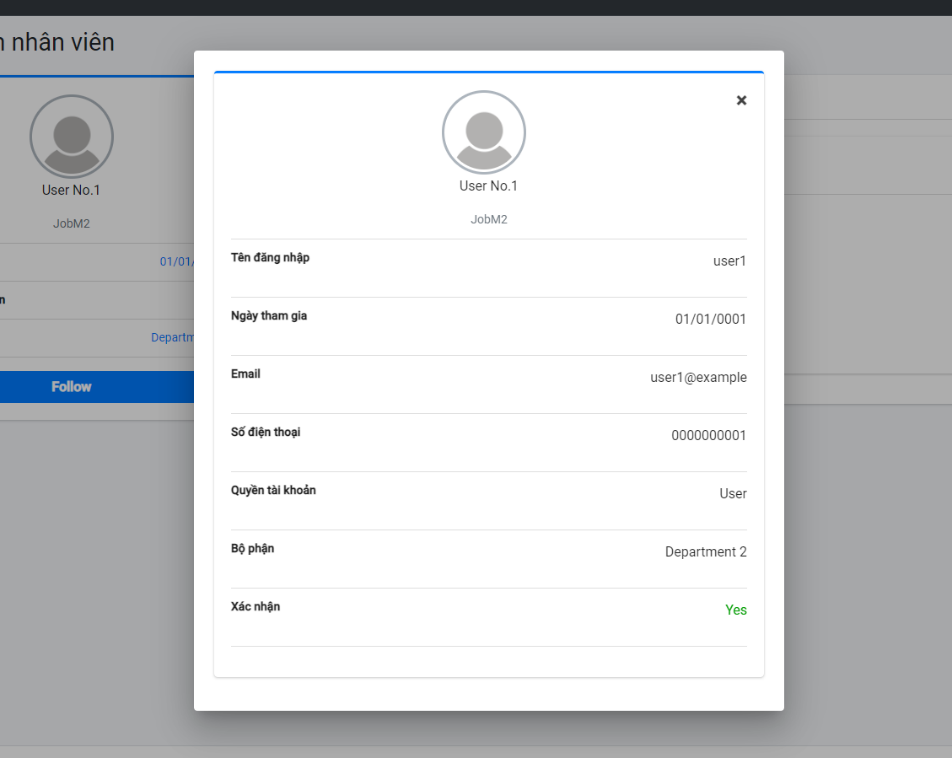 nhân viên
User No.1
JobM2
01/01/
Follow
×
User No.1
JobM2
Tên đăng nhập user1
Ngày tham gia 01/01/0001
Email user1@example
Số điện thoại 0000000001
Quyền tài khoản User
Bộ phận Department 2
Xác nhận Yes